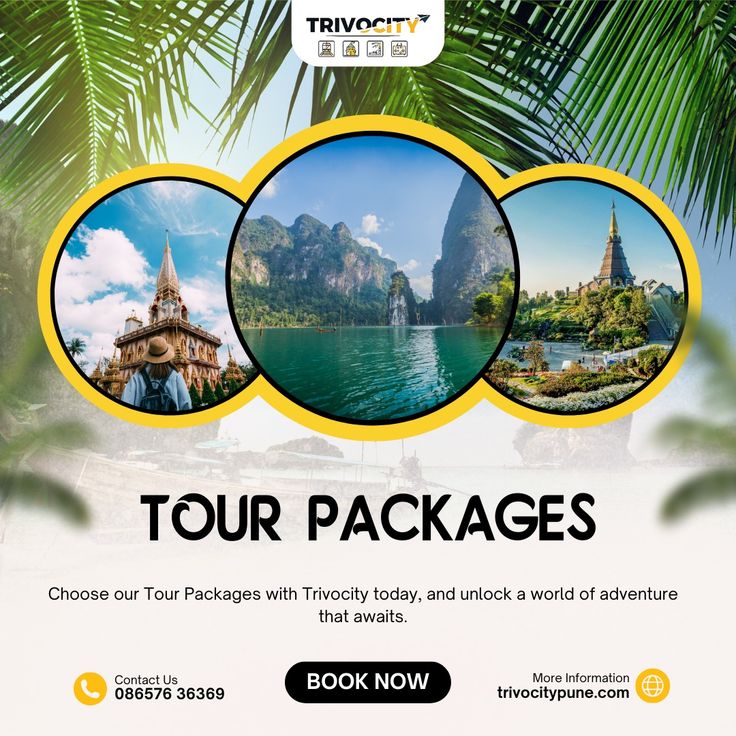 TRIVOCITY
TOUR PACKAGES
Choose our Tour Packages with Trivocity today, and unlock a world of adventure
that awaits.
Contact Us
086576 36369
BOOK NOW
More Information
trivocitypune.com